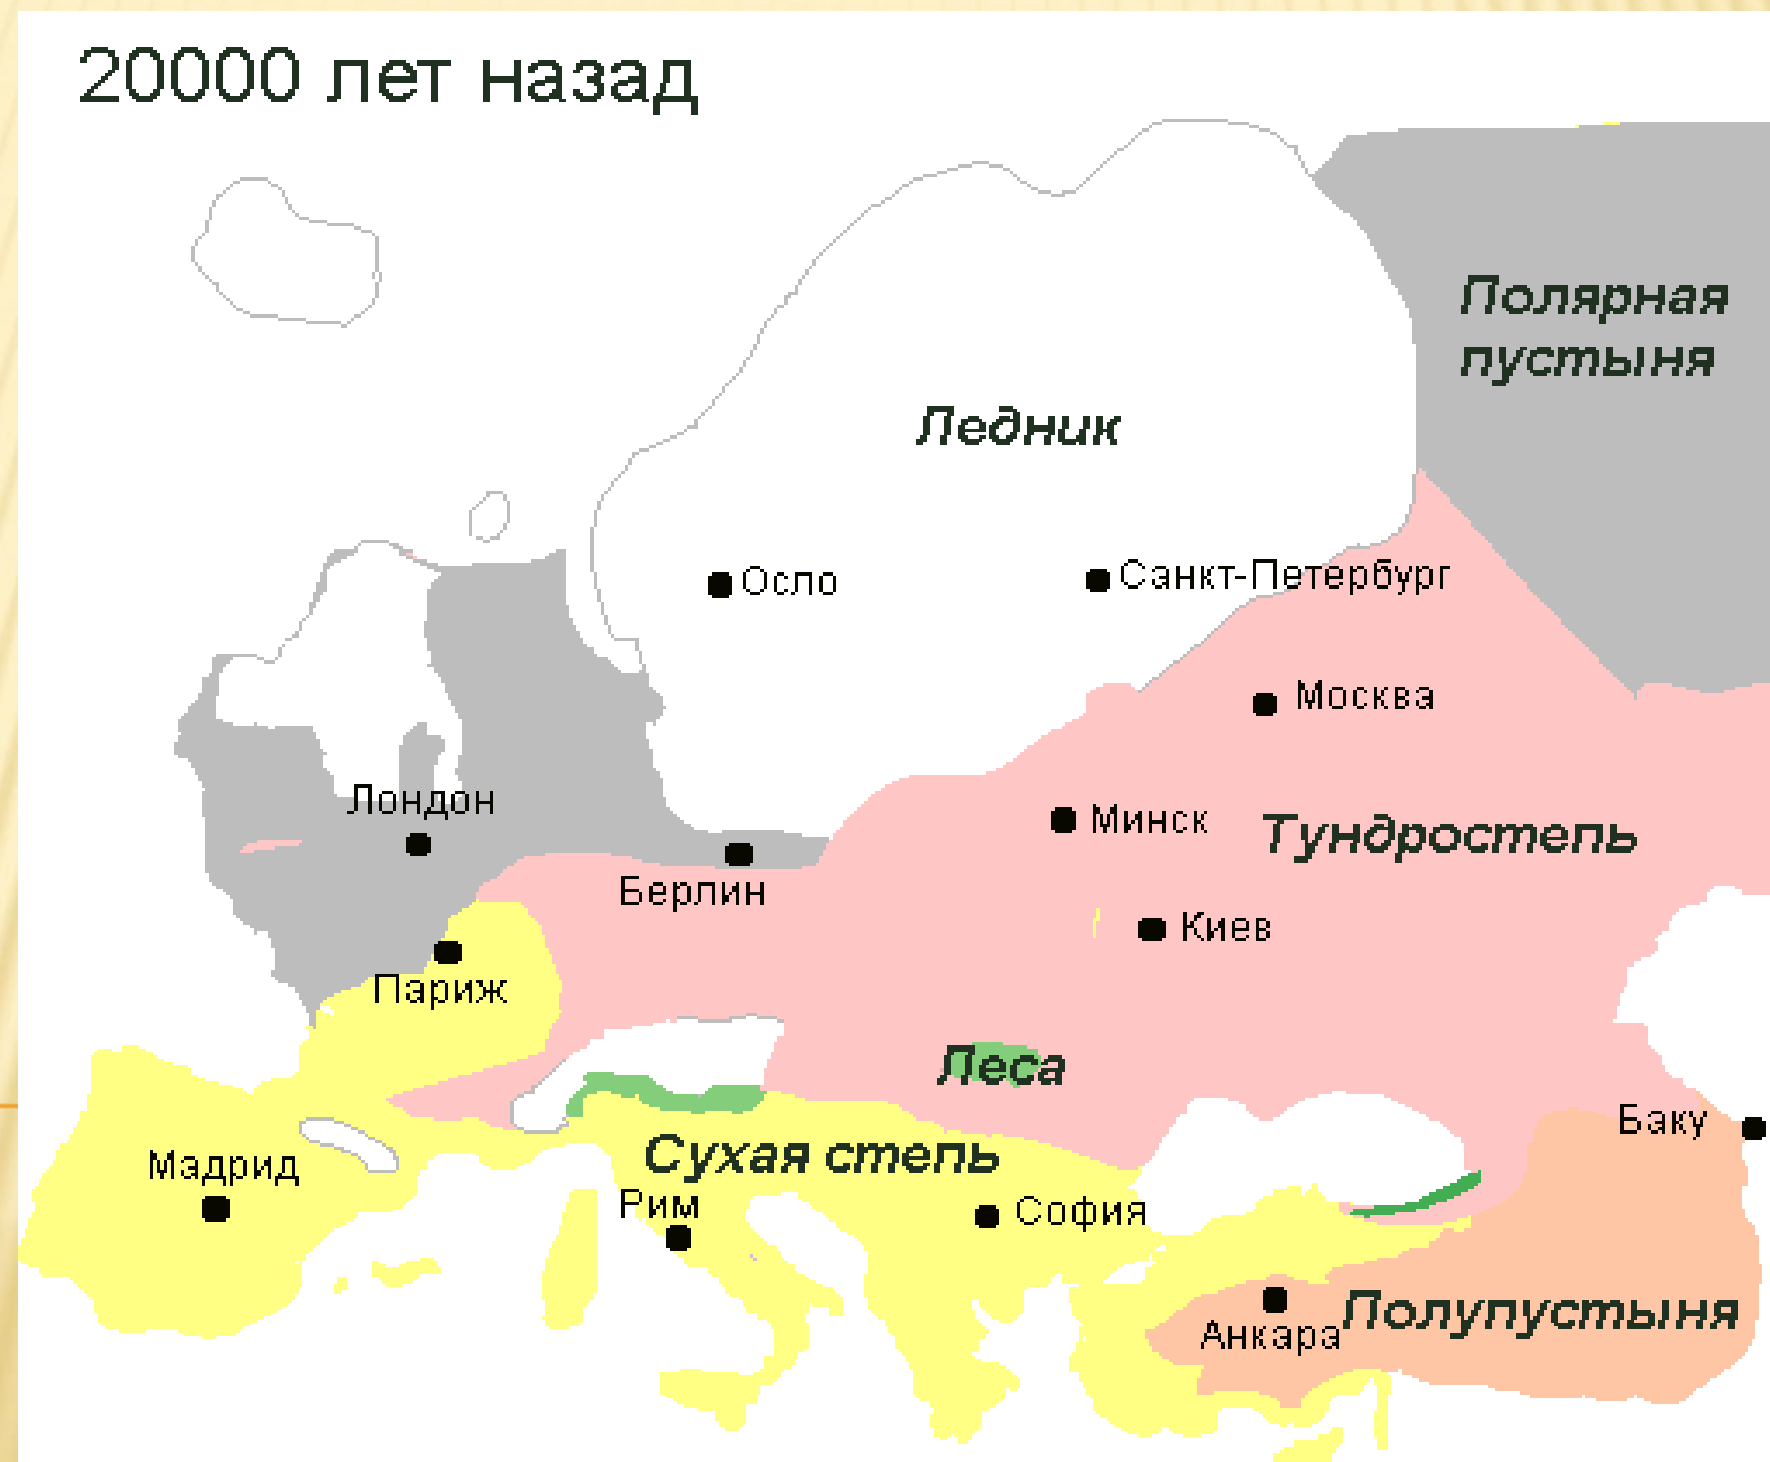 20000 лет назад
Полярная
пустыня
Ледник
Осло
Санкт-Петербург
Москва
Лондон
Минск
Тундростепь
Берлин
Киев
Париж
Леса
Баку
Сухая степь
Мадрид
Рим
София
Полупустыня
Анкара